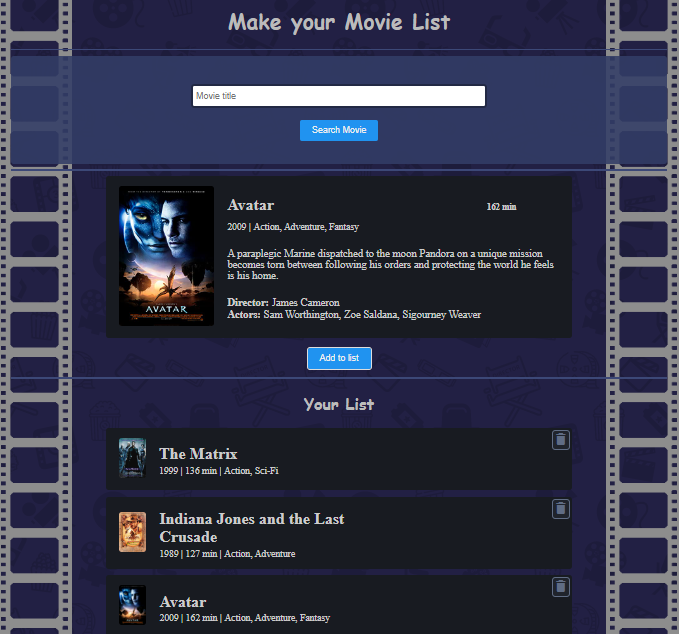 Make your Movie List
Movie title
Search Movie
Avatar
162 min
2009 | Action, Adventure, Fantasy
A paraplegic Marine dispatched to the moon Pandora on a unique mission
becomes torn between following his orders and protecting the world he feels
is his home.
Director: James Cameron
Actors: Sam Worthington, Zoe Saldana, Sigourney Weaver
AVATAR
Add to list
Your List
The Matrix
1999 | 136 min | Action, Sci-Fi
Indiana Jones and the Last
Crusade
1989 | 127 min | Action, Adventure
Avatar
2009 | 162 min | Action, Adventure, Fantasy